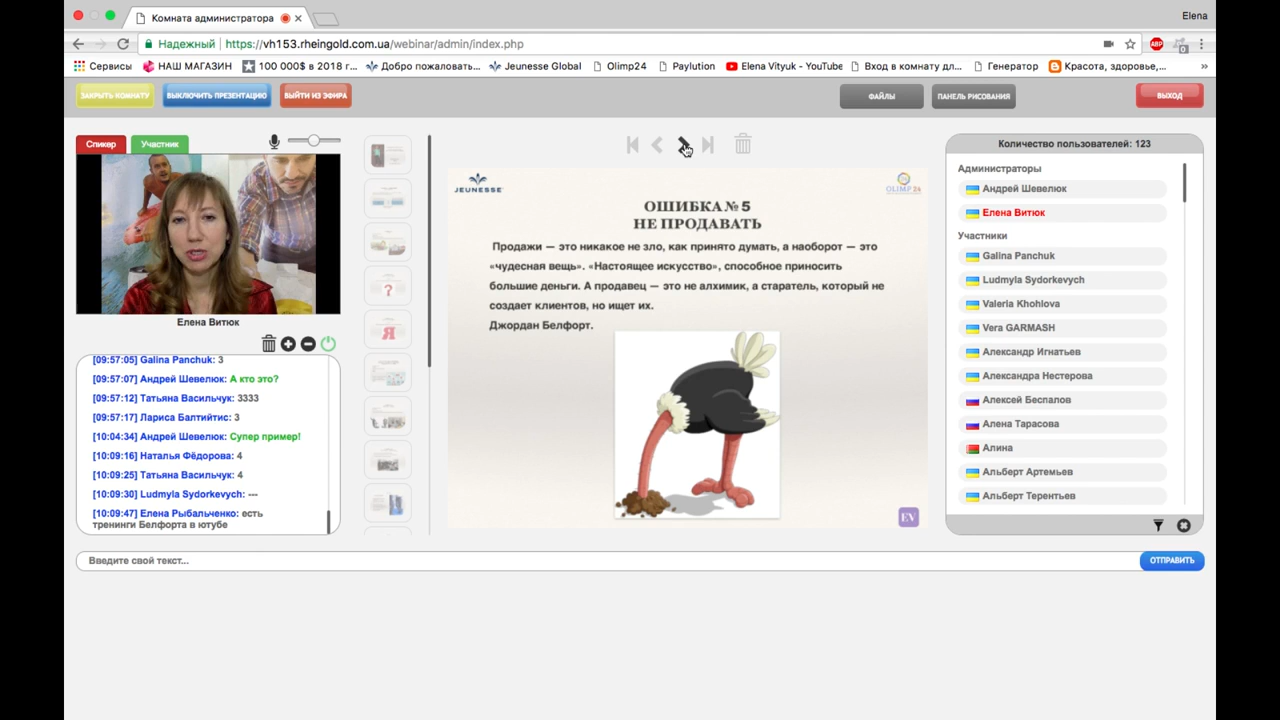 Комната администратора
Elena
Надежный
https://vh153.rheingold.com.ua/webinar/admin/index.php
ABP
0
Сервисы
НАШ МАГАЗИН
100 000$ в 2018 г...
Добро пожаловать...
Jeunesse Global
Olimp24
Paylution
Elena Vityuk - YouTube
Вход в комнату дл...
Генератор
Красота, здоровье,...
»
ЗАКРЫТЬ КОМНАТУ
ВЫКЛЮЧИТЬ ПРЕЗЕНТАЦИЮ
ВЫЙТИ ИЗ ЭФИРА
ФАЙЛЫ
ПАНЕЛЬ РИСОВАНИЯ
ВЫХОД
Спикер
Участник
Елена Витюк
[09:57:05] Galina Panchuk: 3
[09:57:07] Андрей Шевелюк: А кто это?
[09:57:12] Татьяна Васильчук: 3333
[09:57:17] Лариса Балтийтис: 3
[10:04:34] Андрей Шевелюк: Супер пример!
[10:09:16] Наталья Фёдорова: 4
[10:09:25] Татьяна Васильчук: 4
[10:09:30] Ludmyla Sydorkevych: ---
[10:09:47] Елена Рыбальченко: есть
тренинги Белфорта в ютубе
?
Я
JEUNESSE
OLIMP 24
ОШИБКА № 5
НЕ ПРОДАВАТЬ
Продажи — это никакое не зло, как принято думать, а наоборот — это
«чудесная вещь». «Настоящее искусство», способное приносить
большие деньги. А продавец — это не алхимик, а старатель, который не
создает клиентов, но ищет их.
Джордан Белфорт.
EV
Количество пользователей: 123
Администраторы
Андрей Шевелюк
Елена Витюк
Участники
Galina Panchuk
Ludmyla Sydorkevych
Valeria Khohlova
Vera GARMASH
Александр Игнатьев
Александра Нестерова
Алексей Беспалов
Алена Тарасова
Алина
Альберт Артемьев
Альберт Терентьев
Введите свой текст...
ОТПРАВИТЬ